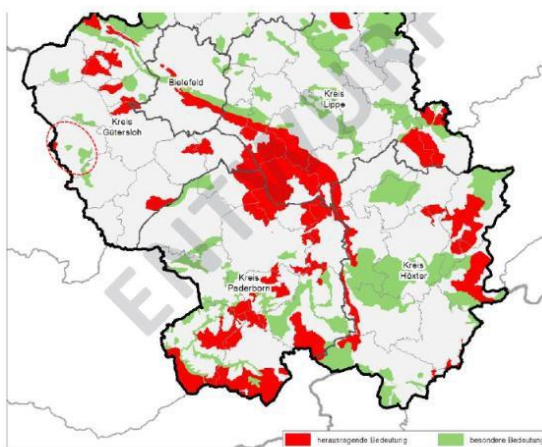 Bielefeld
Kreis
Lippe
Kreis
Gütersloh
ENTWURF
Kreis
Höxter
Kreis
Paderborn
herausragende Bedeutung
besondere Bedeutung